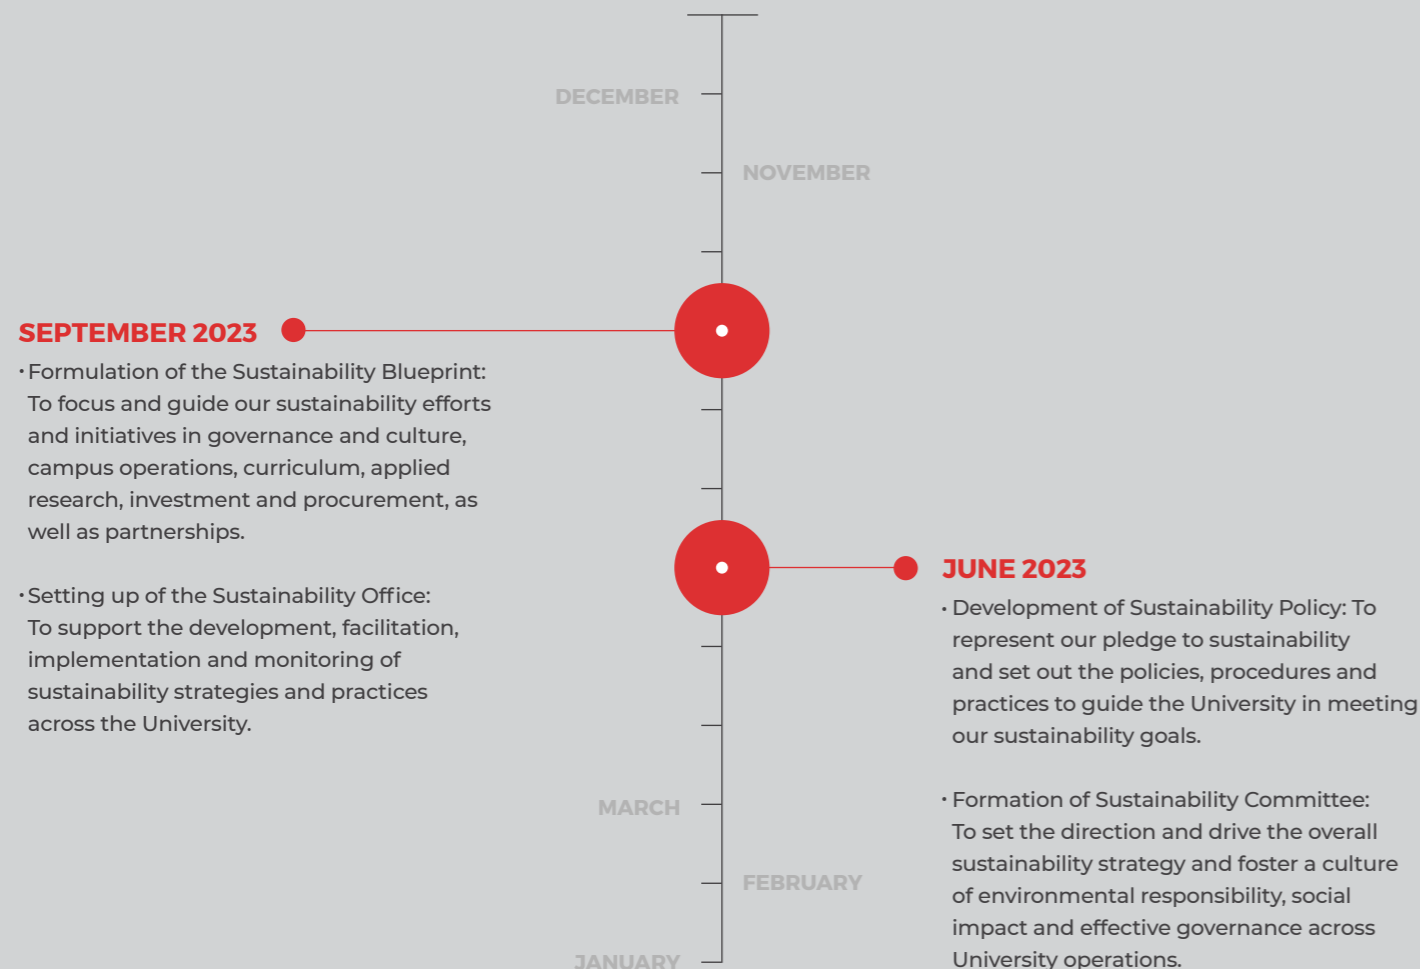 DECEMBER
NOVEMBER
SEPTEMBER 2023
• Formulation of the Sustainability Blueprint:
To focus and guide our sustainability efforts
and initiatives in governance and culture,
campus operations, curriculum, applied
research, investment and procurement, as
well as partnerships.
• Setting up of the Sustainability Office:
To support the development, facilitation,
implementation and monitoring of
sustainability strategies and practices
across the University.
JUNE 2023
• Development of Sustainability Policy: To
represent our pledge to sustainability
and set out the policies, procedures and
practices to guide the University in meeting
our sustainability goals.
• Formation of Sustainability Committee:
To set the direction and drive the overall
sustainability strategy and foster a culture
of environmental responsibility, social
impact and effective governance across
University operations.
MARCH
FEBRUARY
JANUARY